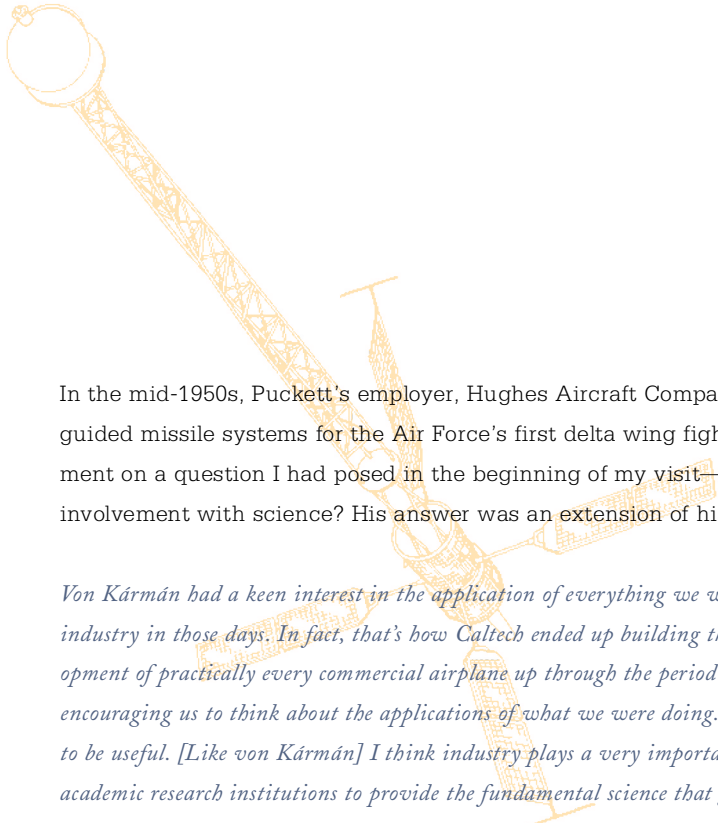 In the mid-1950s, Puckett’s employer, Hughes Aircraft Compa
guided missile systems for the Air Force’s first delta wing figh
ment on a question I had posed in the beginning of my visit—
involvement with science? His answer was an extension of hi
Von Kármán had a keen interest in the application of everything we w
industry in those days. In fact, that’s how Caltech ended up building th
opment of practically every commercial airplane up through the period
encouraging us to think about the applications of what we were doing.
to be useful. [Like von Kármán] I think industry plays a very importa
academic research institutions to provide the fundamental science that